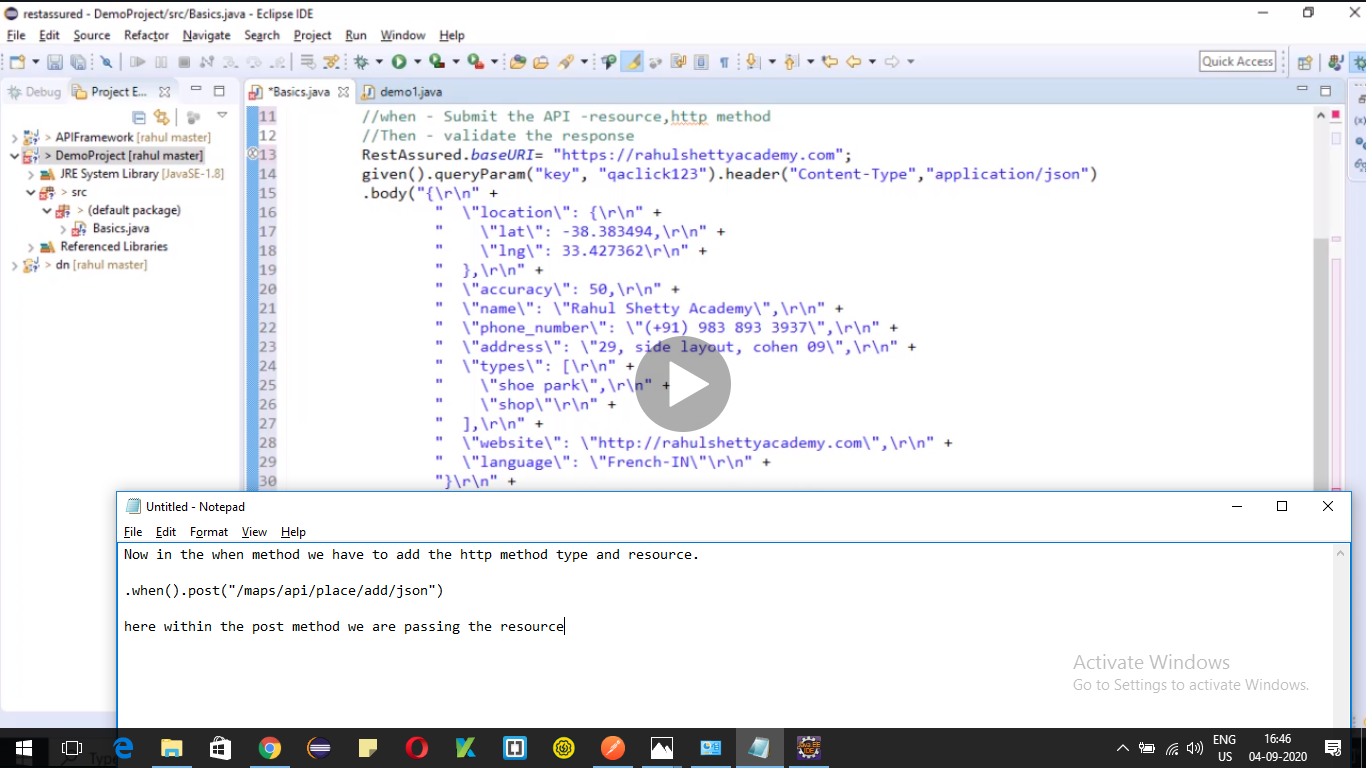 restassured - DemoProject/src/Basics.java - Eclipse IDE
File Edit Source Refactor Navigate Search Project Run Window Help
Quick Access
Debug Project E... *Basics.java demo1.java
> APIFramework [rahul master]
> DemoProject [rahul master]
JRE System Library [JavaSE-1.8]
> src
> (default package)
Basics.java
Referenced Libraries
> dn [rahul master]
11 //when - Submit the API -resource,http method
12 //Then - validate the response
13 RestAssured.baseURI= "https://rahulshettyacademy.com";
14 given().queryParam("key", "qaclick123").header("Content-Type","application/json")
15 .body("{\r\n" +
16 "  \"location\": {\r\n" +
17 "    \"lat\": -38.383494,\r\n" +
18 "    \"lng\": 33.427362\r\n" +
19 "  },\r\n" +
20 "  \"accuracy\": 50,\r\n" +
21 "  \"name\": \"Rahul Shetty Academy\",\r\n" +
22 "  \"phone_number\": \"(+91) 983 893 3937\",\r\n" +
23 "  \"address\": \"29, side layout, cohen 09\",\r\n" +
24 "  \"types\": [\r\n" +
25 "    \"shoe park\",\r\n" +
26 "    \"shop\"\r\n" +
27 "  ],\r\n" +
28 "  \"website\": \"http://rahulshettyacademy.com\",\r\n" +
29 "  \"language\": \"French-IN\"\r\n" +
30 "}\r\n" +
Untitled - Notepad
File Edit Format View Help
Now in the when method we have to add the http method type and resource.
.when().post("/maps/api/place/add/json")
here within the post method we are passing the resource
Activate Windows
Go to Settings to activate Windows.
ENG
US
16:46
04-09-2020